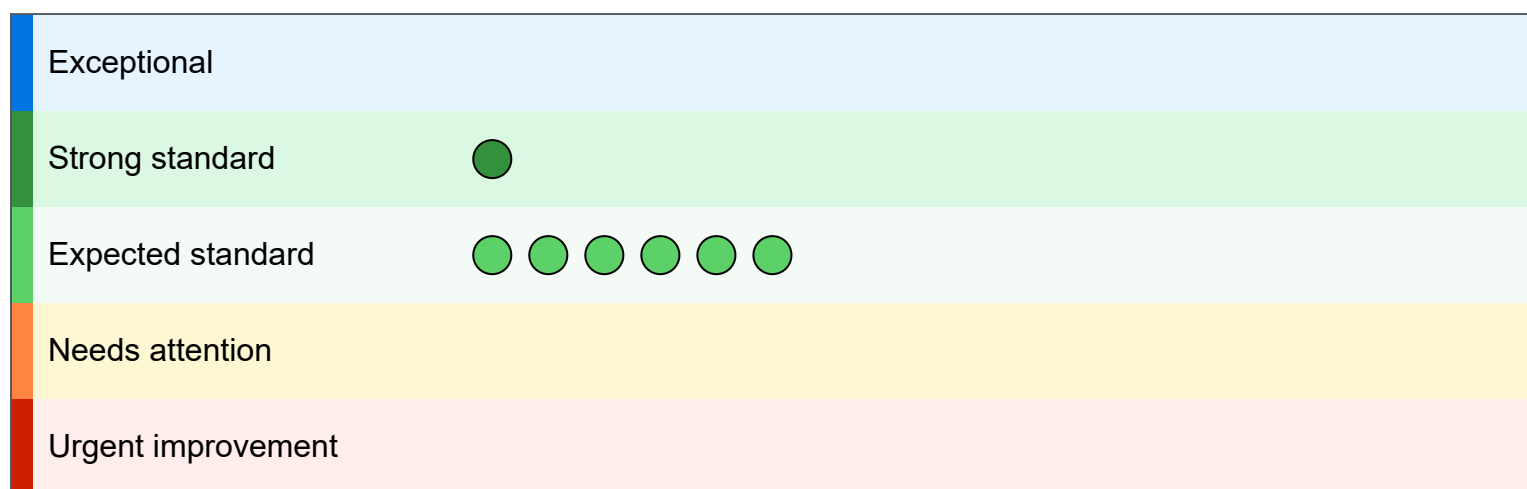 Exceptional
Strong standard
Expected standard
Needs attention
Urgent improvement